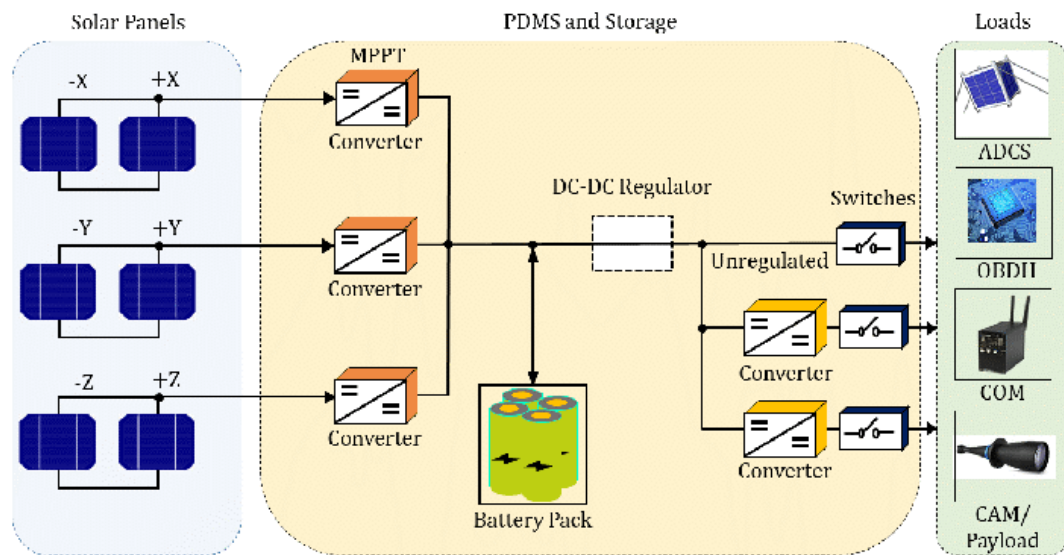 Solar Panels
PDMS and Storage
Loads
MPPT
-X
+X
Converter
ADCS
DC-DC Regulator
Switches
-Y
+Y
Unregulated
OBDH
Converter
Converter
COM
-Z
+Z
Converter
Converter
Battery Pack
CAM/
Payload